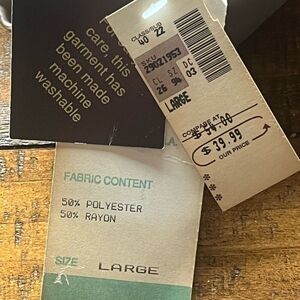 care, this
garment has
been made
machine
washable
CLASS/SUB
40 22
SKU
29021953
CL SZ DC
26 94 03
LARGE
COMPARE AT
$ 54.00
$ 39.99
OUR PRICE
***
FABRIC CONTENT
50% POLYESTER
50% RAYON
SIZE LARGE